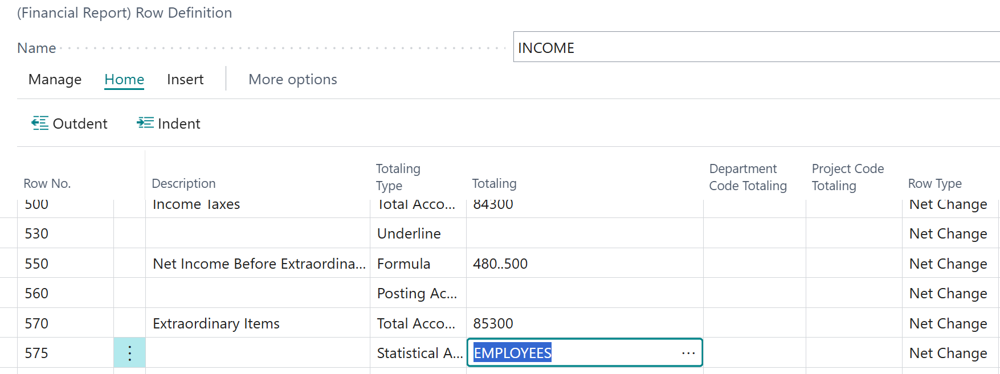 (Financial Report) Row Definition
Name
INCOME
Manage Home Insert More options
Outdent Indent
Row No. Description Totaling Type Totaling Department Code Totaling Project Code Totaling Row Type
500 Income Taxes Total Acco... 84300 Net Change
530 Underline Net Change
550 Net Income Before Extraordina... Formula 480..500 Net Change
560 Posting Ac... Net Change
570 Extraordinary Items Total Acco... 85300 Net Change
575 Statistical A... EMPLOYEES ... Net Change